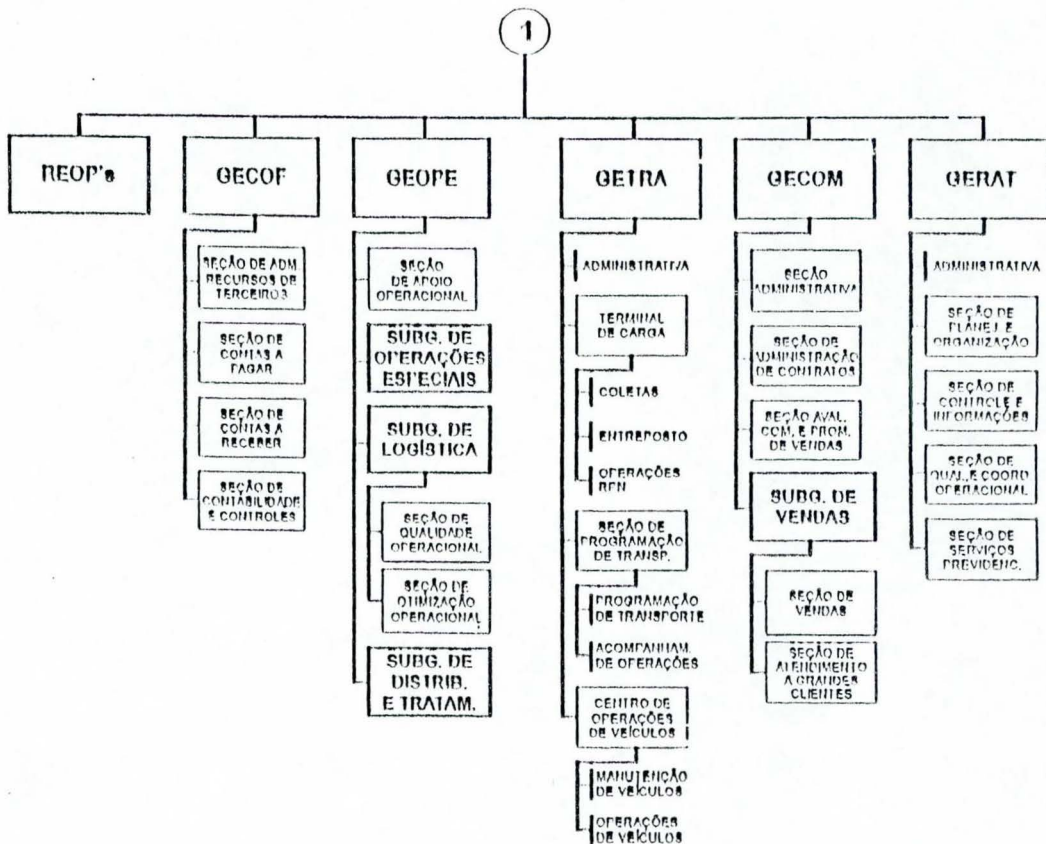 1
REOP's
GECOF
GEOPE
GETRA
GECOM
GERAT
SEÇÃO DE ADM.
RECURSOS DE
TERCEIROS
SEÇÃO DE
CONTAS A
PAGAR
SEÇÃO DE
CONTAS A
RECEBER
SEÇÃO DE
CONTABILIDADE
E CONTROLES
SEÇÃO
DE APOIO
OPERACIONAL
SUBG. DE
OPERAÇÕES
ESPECIAIS
SUBG. DE
LOGÍSTICA
SEÇÃO DE
QUALIDADE
OPERACIONAL
SEÇÃO DE
OTIMIZAÇÃO
OPERACIONAL
SUBG. DE
DISTRIB.
E TRATAM.
ADMINISTRATIVA
TERMINAL
DE CARGA
COLETAS
ENTREPOSTO
OPERAÇÕES
RPN
SEÇÃO DE
PROGRAMAÇÃO
DE TRANSP.
PROGRAMAÇÃO
DE TRANSPORTE
ACOMPANHAM.
DE OPERAÇÕES
CENTRO DE
OPERAÇÕES
DE VEÍCULOS
MANUTENÇÃO
DE VEÍCULOS
OPERAÇÕES
DE VEÍCULOS
SEÇÃO
ADMINISTRATIVA
SEÇÃO DE
ADMINISTRAÇÃO
DE CONTRATOS
SEÇÃO AVAL.
COM. E PROM.
DE VENDAS
SUBG. DE
VENDAS
SEÇÃO DE
VENDAS
SEÇÃO DE
ATENDIMENTO
A GRANDES
CLIENTES
ADMINISTRATIVA
SEÇÃO DE
PLANEJ. E
ORGANIZAÇÃO
SEÇÃO DE
CONTROLE E
INFORMAÇÕES
SEÇÃO DE
QUAL. E COORD.
OPERACIONAL
SEÇÃO DE
SERVIÇOS
PREVIDENC.